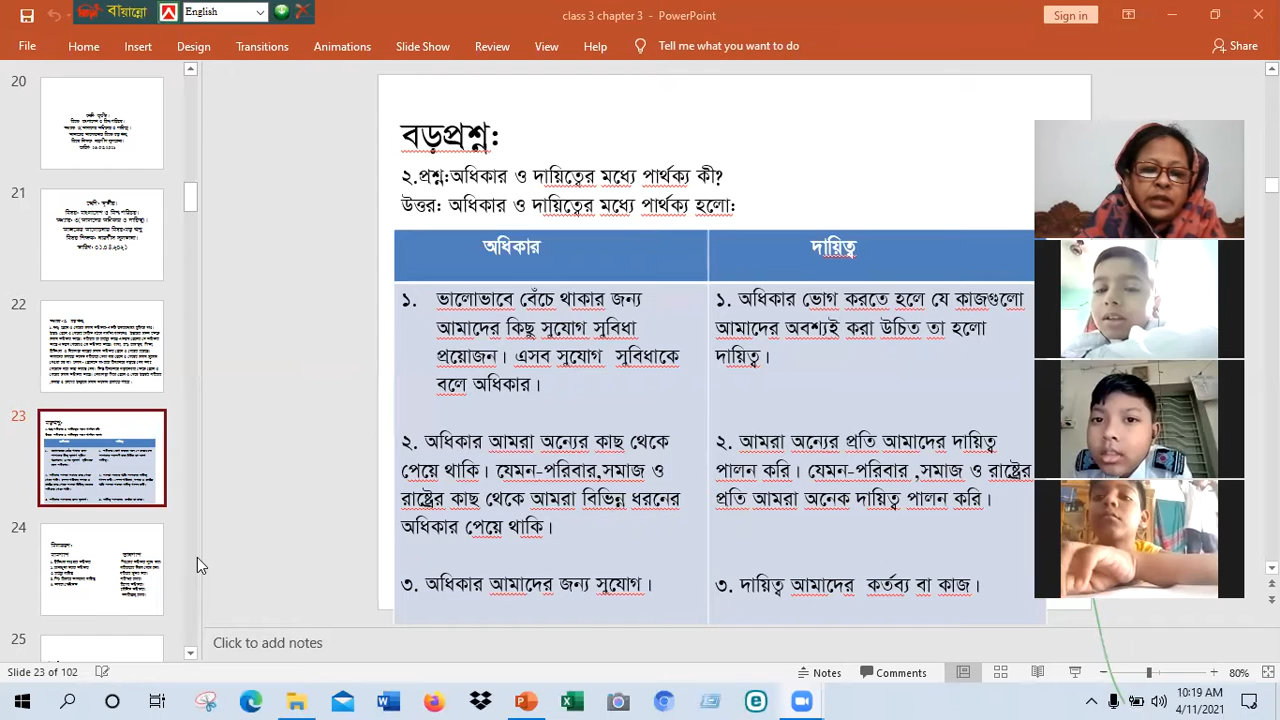 বায়ান্নো
English
class 3 chapter 3 - PowerPoint
Sign in
File Home Insert Design Transitions Animations Slide Show Review View Help Tell me what you want to do Share
20
21
22
23
24
25
বড়প্রশ্ন:
২.প্রশ্ন:অধিকার ও দায়িত্বের মধ্যে পার্থক্য কী?
উত্তর: অধিকার ও দায়িত্বের মধ্যে পার্থক্য হলো:
অধিকার
১. ভালোভাবে বেঁচে থাকার জন্য
আমাদের কিছু সুযোগ সুবিধা
প্রয়োজন। এসব সুযোগ সুবিধাকে
বলে অধিকার।
২. অধিকার আমরা অন্যের কাছ থেকে
পেয়ে থাকি। যেমন-পরিবার,সমাজ ও
রাষ্ট্রের কাছ থেকে আমরা বিভিন্ন ধরনের
অধিকার পেয়ে থাকি।
৩. অধিকার আমাদের জন্য সুযোগ।
দায়িত্ব
১. অধিকার ভোগ করতে হলে যে কাজগুলো
আমাদের অবশ্যই করা উচিত তা হলো
দায়িত্ব।
২. আমরা অন্যের প্রতি আমাদের দায়িত্ব
পালন করি। যেমন-পরিবার ,সমাজ ও রাষ্ট্রের
প্রতি আমরা অনেক দায়িত্ব পালন করি।
৩. দায়িত্ব আমাদের কর্তব্য বা কাজ।
Click to add notes
Slide 23 of 102
Notes
Comments
80%
10:19 AM
4/11/2021